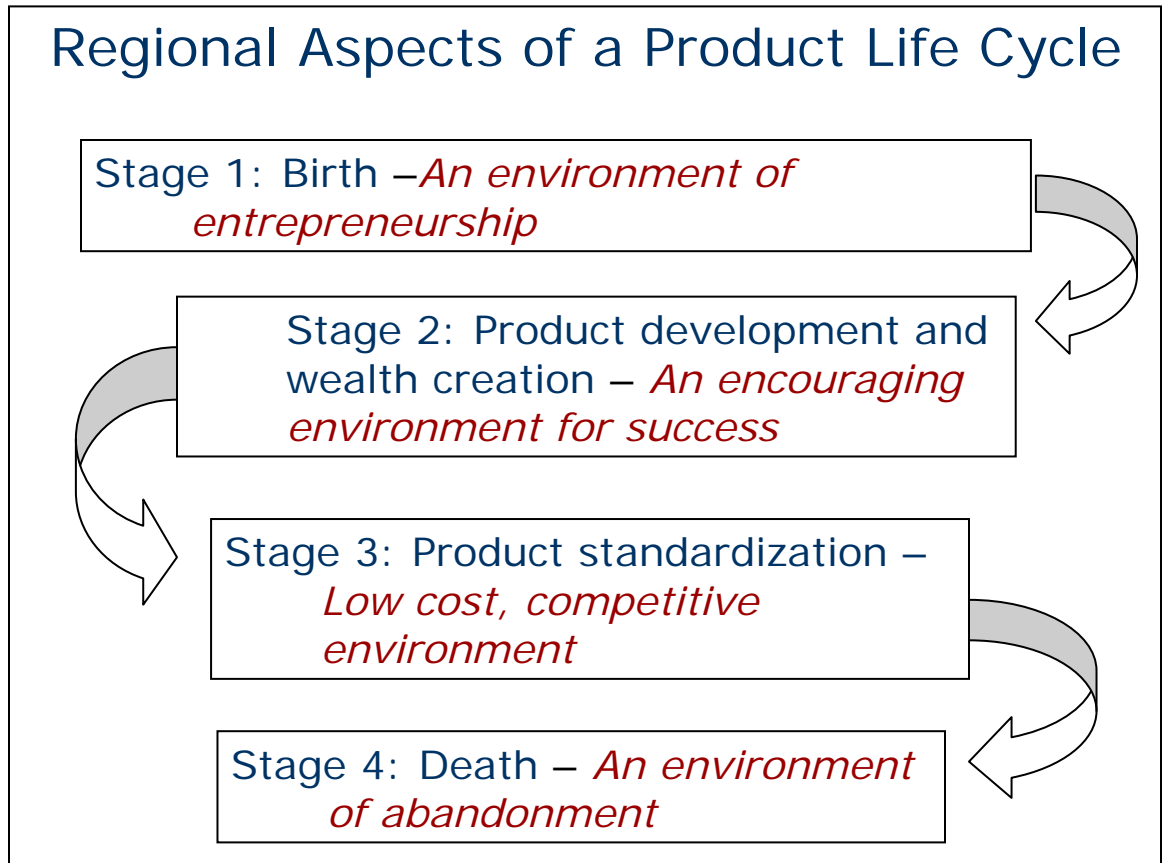 Regional Aspects of a Product Life Cycle
Stage 1: Birth –An environment of
entrepreneurship
Stage 2: Product development and
wealth creation – An encouraging
environment for success
Stage 3: Product standardization –
Low cost, competitive
environment
Stage 4: Death – An environment
of abandonment